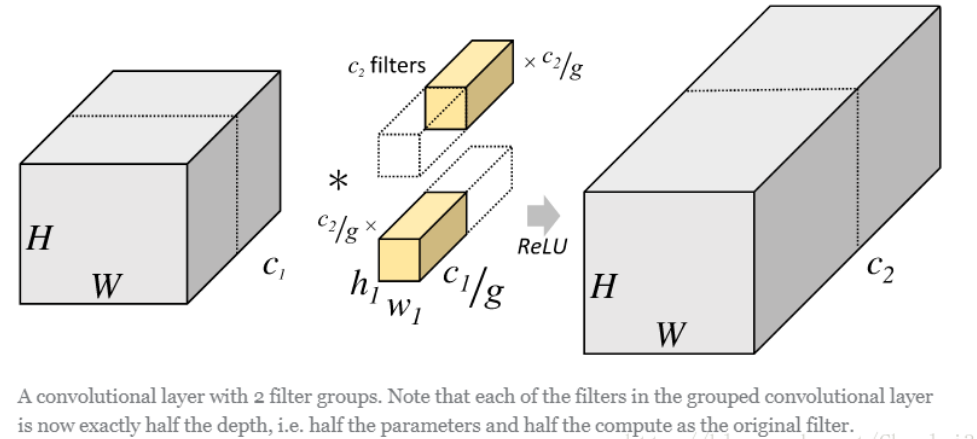 c₂ filters
× c₂/g
*
c₂/g ×
H
W
c₁
h₁
w₁
c₁/g
ReLU
H
W
c₂
A convolutional layer with 2 filter groups. Note that each of the filters in the grouped convolutional layer
is now exactly half the depth, i.e. half the parameters and half the compute as the original filter.